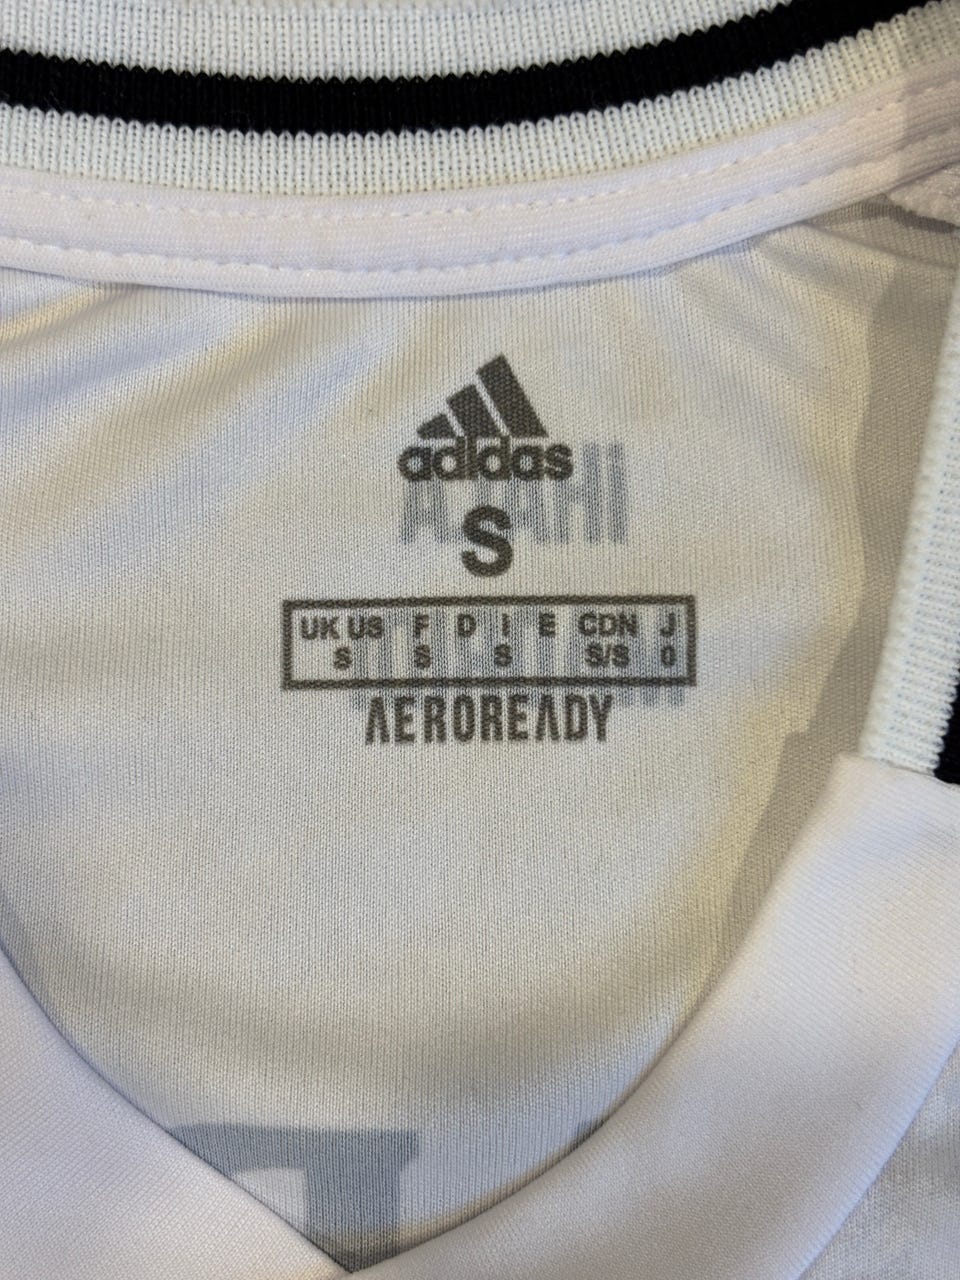 adidas
S
UK US F D I E CDN J
S S S S/S O
AEROREADY